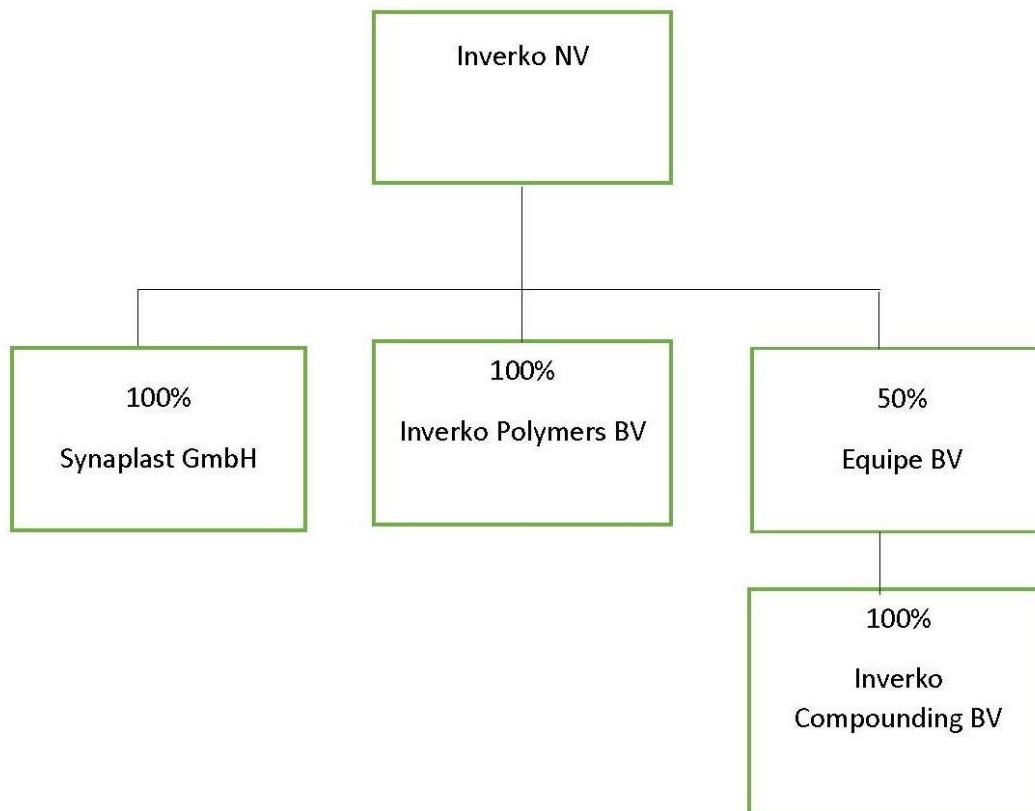 Inverko NV
100%
Synaplast GmbH
100%
Inverko Polymers BV
50%
Equipe BV
100%
Inverko
Compounding BV